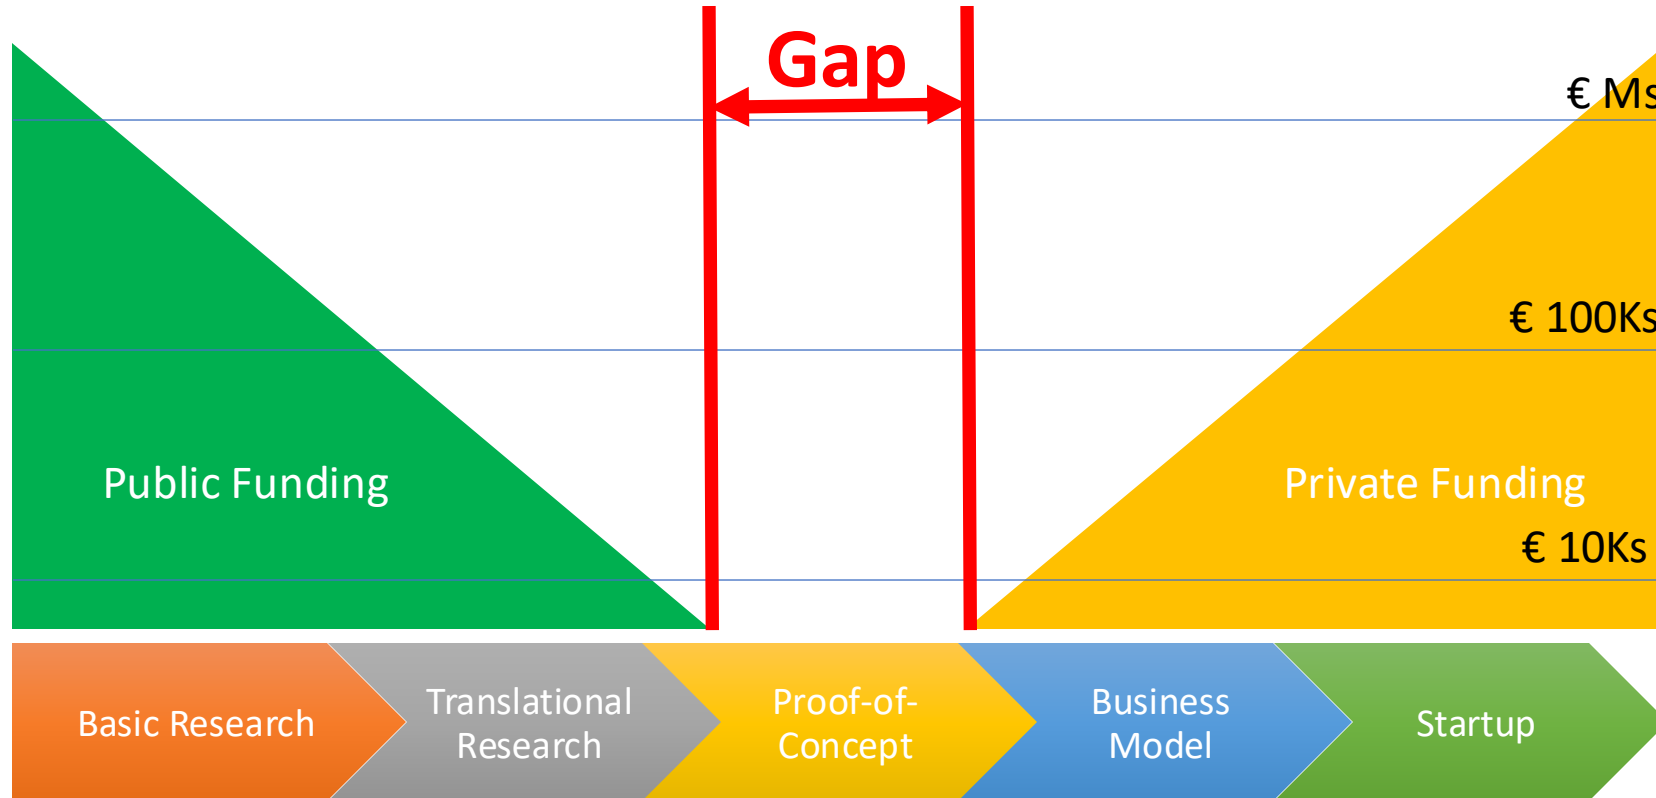 Gap
€ Ms
€ 100Ks
Public Funding
Private Funding
€ 10Ks
Basic Research
Translational
Research
Proof-of-
Concept
Business
Model
Startup